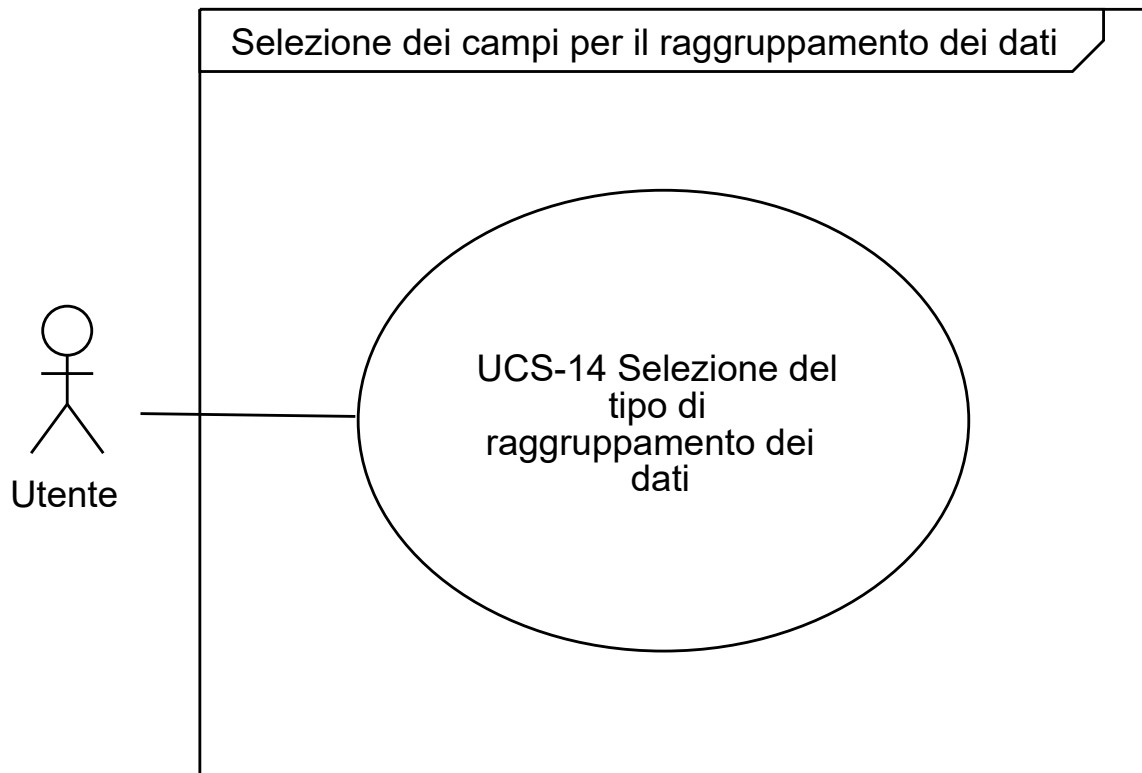 Selezione dei campi per il raggruppamento dei dati
UCS-14 Selezione del
tipo di
raggruppamento dei
dati
Utente